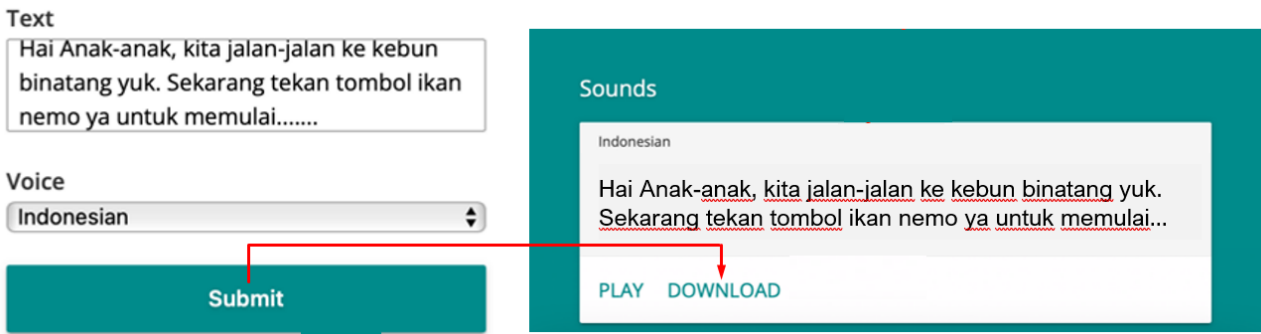 Text
Hai Anak-anak, kita jalan-jalan ke kebun
binatang yuk. Sekarang tekan tombol ikan
nemo ya untuk memulai.......
Voice
Indonesian
Submit
Sounds
Indonesian
Hai Anak-anak, kita jalan-jalan ke kebun binatang yuk.
Sekarang tekan tombol ikan nemo ya untuk memulai...
PLAY DOWNLOAD